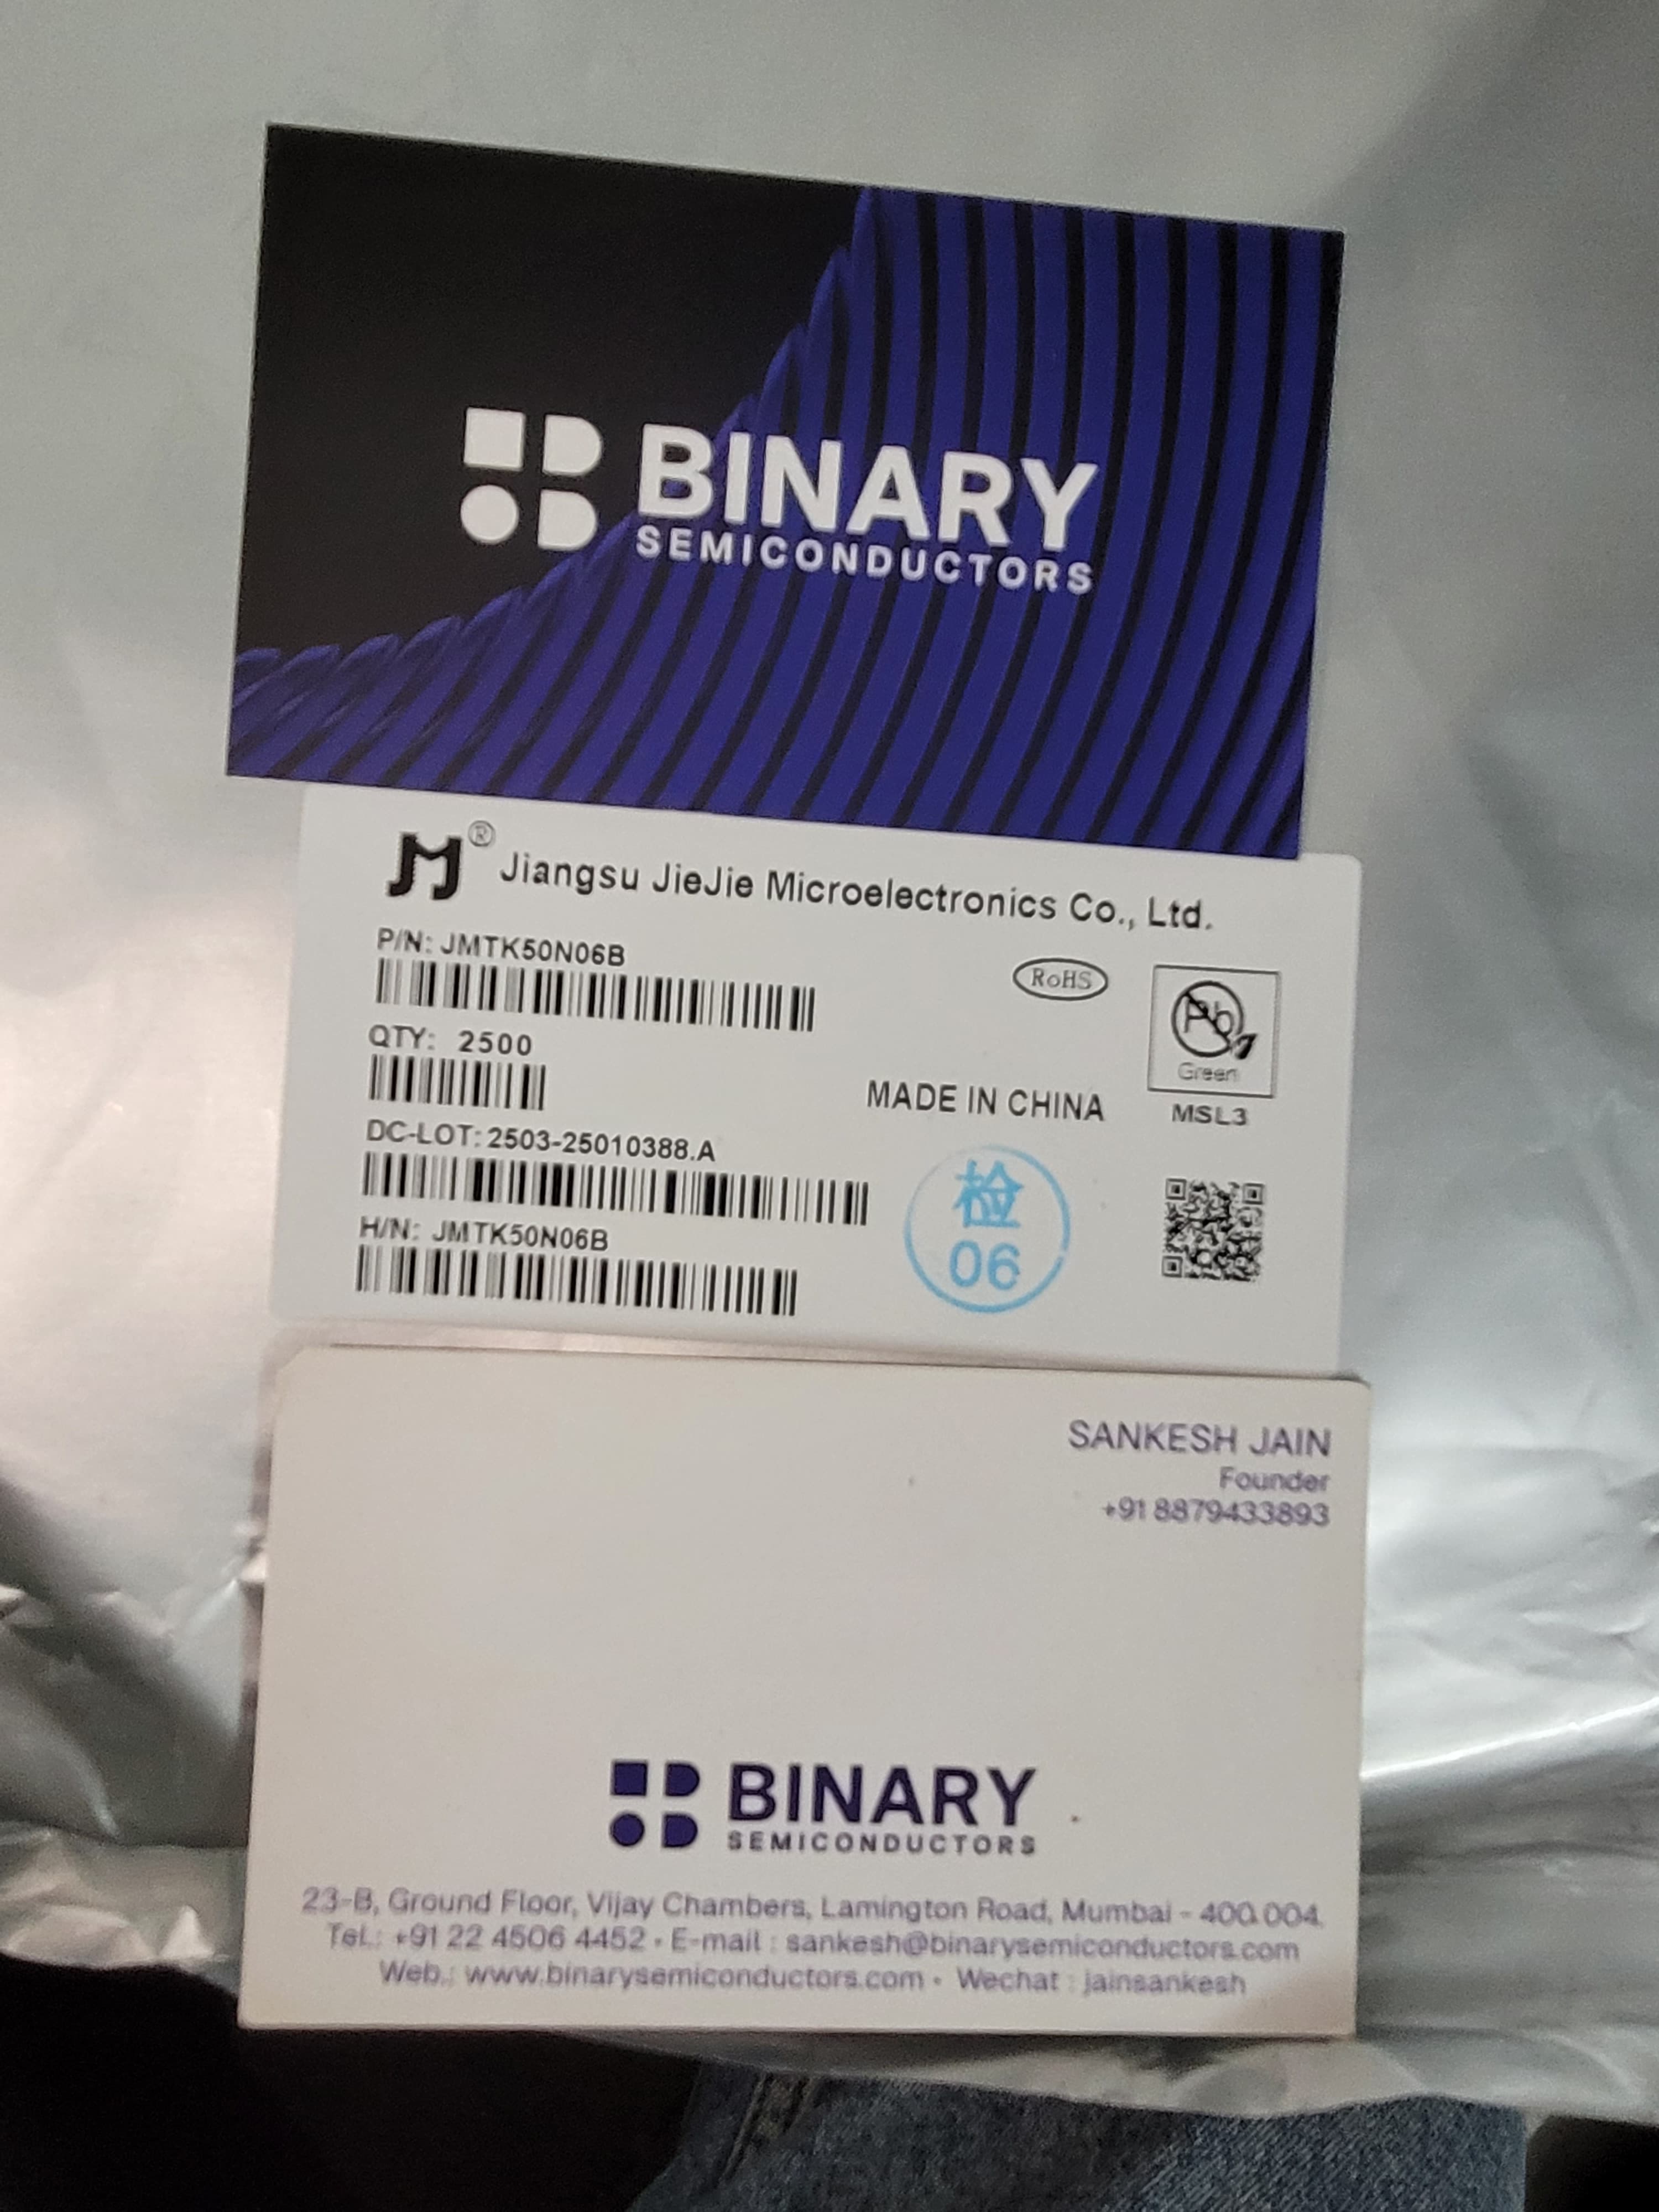 BINARY
SEMICONDUCTORS
JMJ® Jiangsu JieJie Microelectronics Co., Ltd.
P/N: JMTK50N06B
RoHS
Pb
QTY: 2500
Green
MADE IN CHINA
MSL3
DC-LOT: 2503-25010388.A
检
06
H/N: JMTK50N06B
SANKESH JAIN
Founder
+91 8879433893
BINARY
SEMICONDUCTORS
23-B, Ground Floor, Vijay Chambers, Lamington Road, Mumbai - 400 004.
Tel.: +91 22 4506 4452 • E-mail : sankesh@binarysemiconductors.com
Web.: www.binarysemiconductors.com • Wechat : jainsankesh